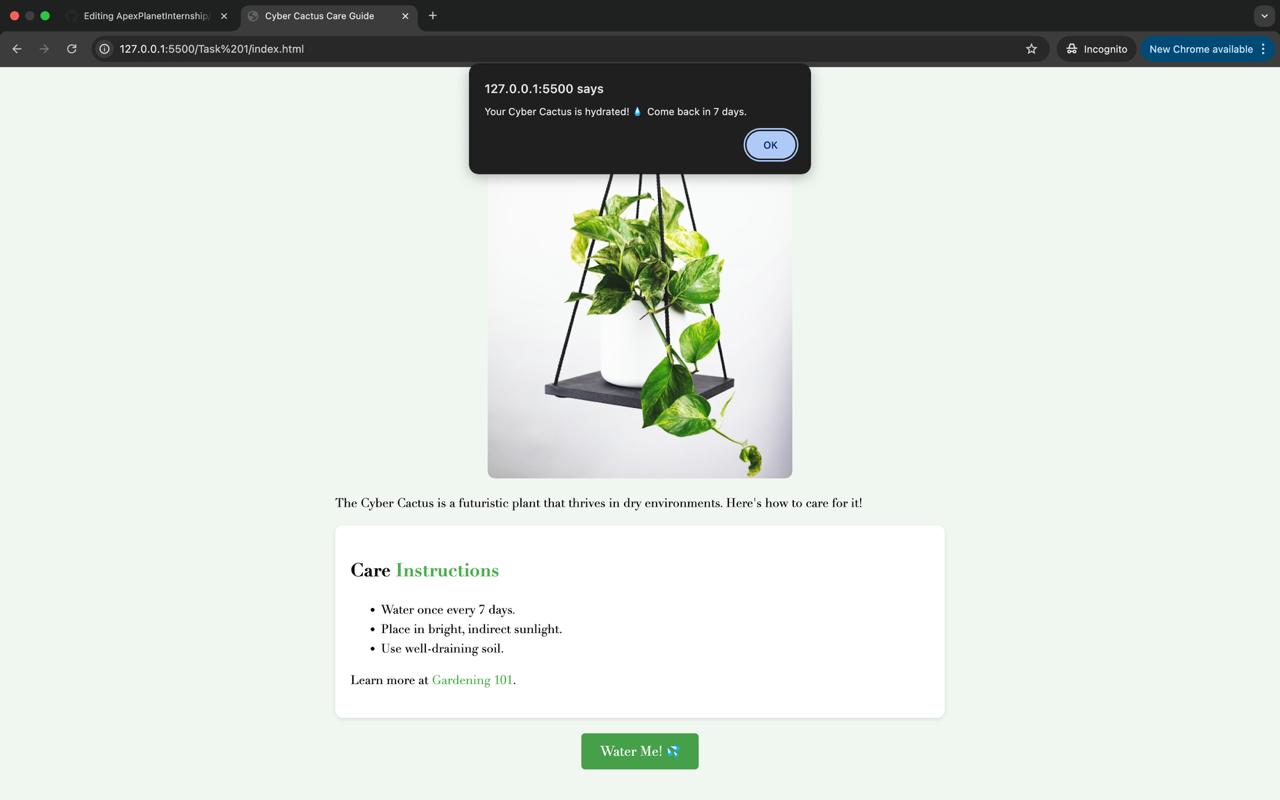 Editing ApexPlanetInternship/
Cyber Cactus Care Guide
127.0.0.1:5500/Task%201/index.html
Incognito
New Chrome available
127.0.0.1:5500 says
Your Cyber Cactus is hydrated! 💧 Come back in 7 days.
OK
The Cyber Cactus is a futuristic plant that thrives in dry environments. Here's how to care for it!
Care Instructions
• Water once every 7 days.
• Place in bright, indirect sunlight.
• Use well-draining soil.
Learn more at Gardening 101.
Water Me! 💦